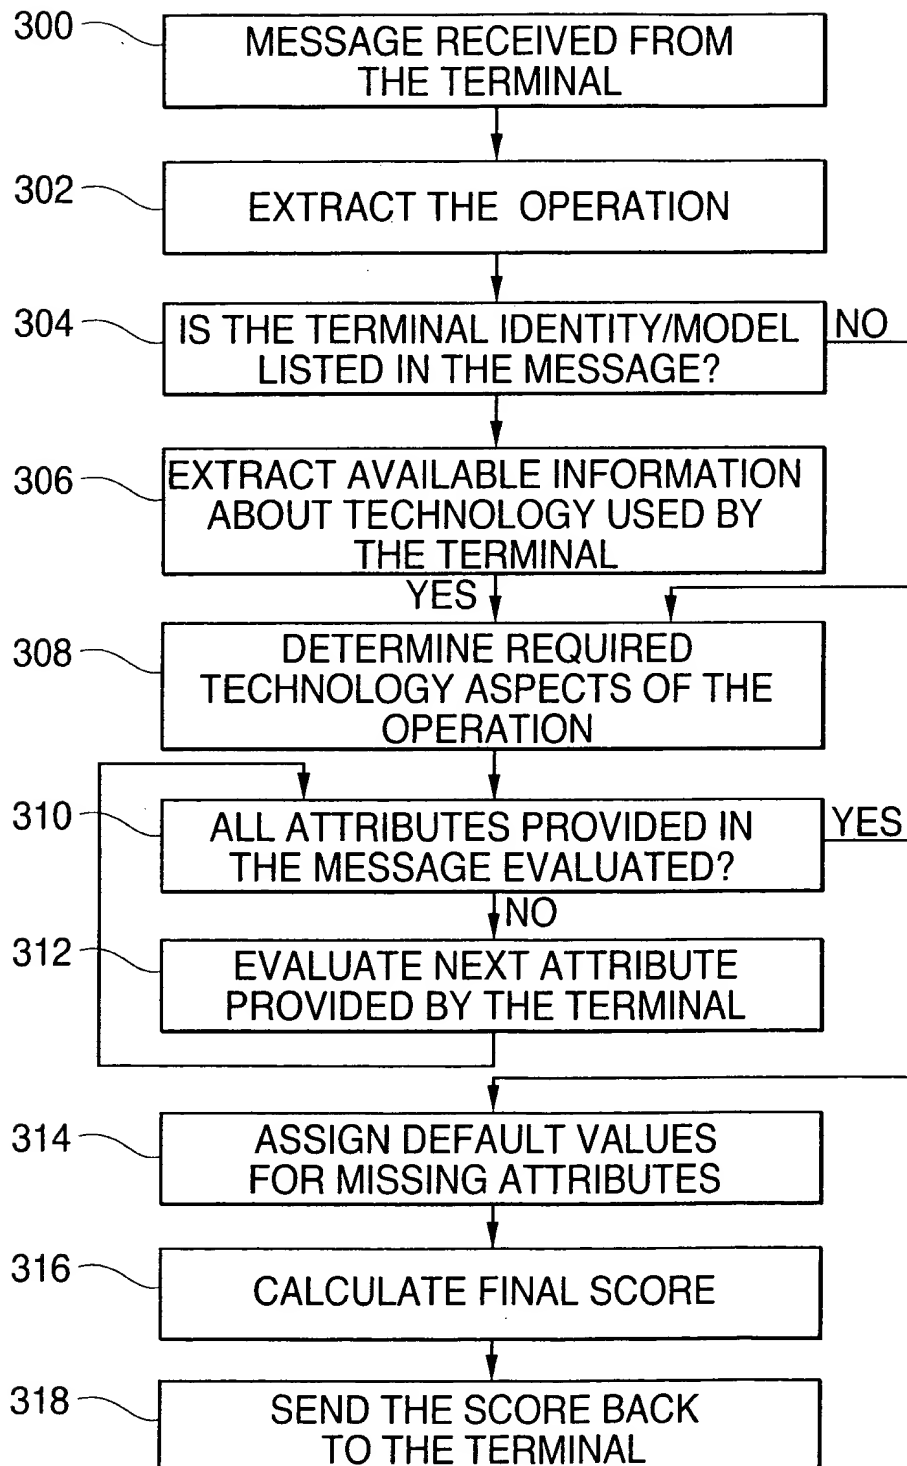 300
MESSAGE RECEIVED FROM
THE TERMINAL
302
EXTRACT THE OPERATION
304
IS THE TERMINAL IDENTITY/MODEL
LISTED IN THE MESSAGE?
NO
306
EXTRACT AVAILABLE INFORMATION
ABOUT TECHNOLOGY USED BY
THE TERMINAL
YES
308
DETERMINE REQUIRED
TECHNOLOGY ASPECTS OF THE
OPERATION
310
ALL ATTRIBUTES PROVIDED IN
THE MESSAGE EVALUATED?
YES
NO
312
EVALUATE NEXT ATTRIBUTE
PROVIDED BY THE TERMINAL
314
ASSIGN DEFAULT VALUES
FOR MISSING ATTRIBUTES
316
CALCULATE FINAL SCORE
318
SEND THE SCORE BACK
TO THE TERMINAL